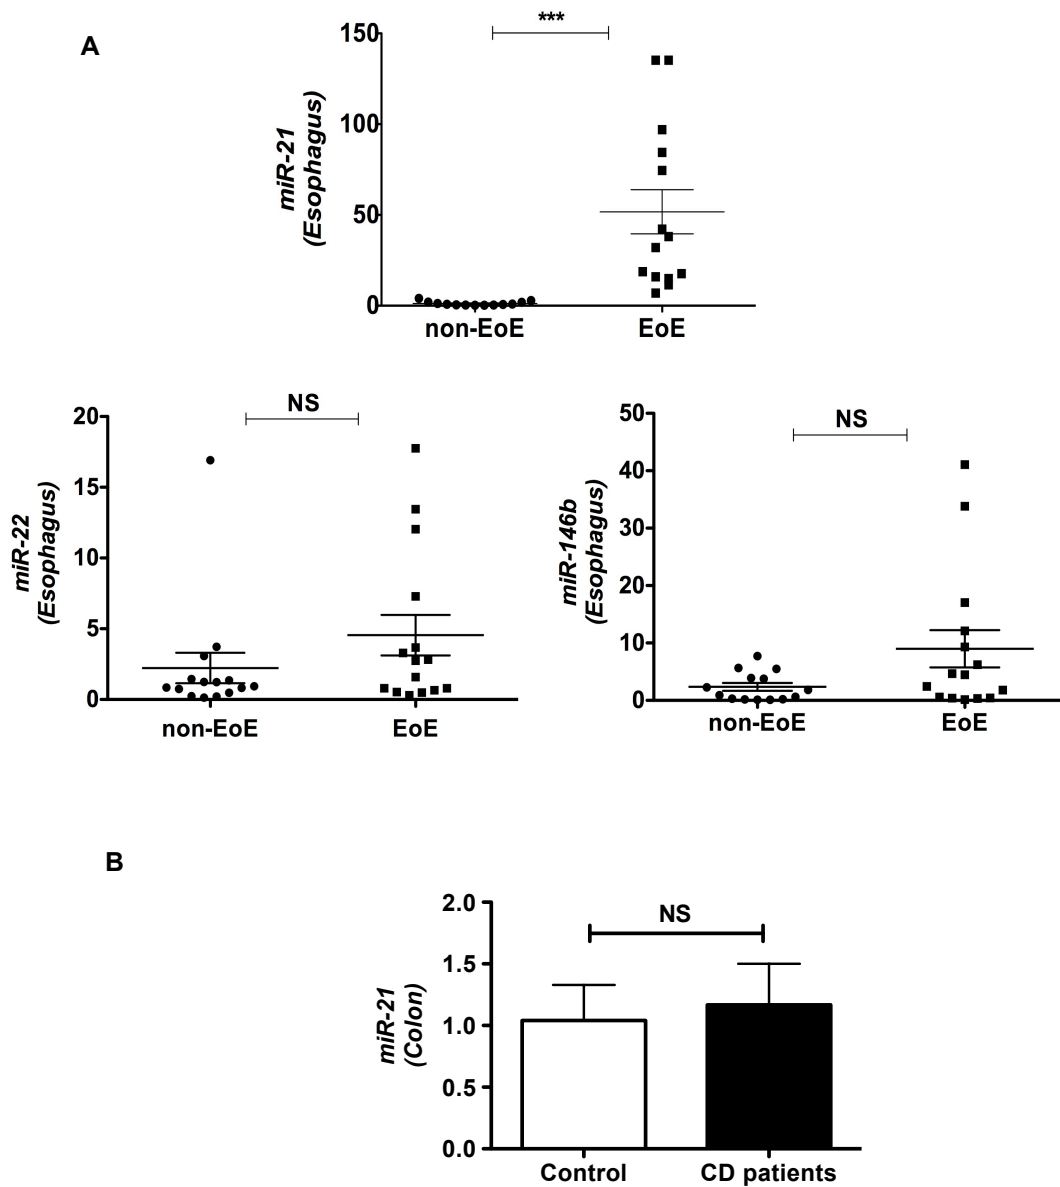 A
***
150
100
50
0
miR-21
(Esophagus)
non-EoE EoE
NS
20
15
10
5
0
miR-22
(Esophagus)
non-EoE EoE
NS
50
40
30
20
10
0
miR-146b
(Esophagus)
non-EoE EoE
B
NS
2.0
1.5
1.0
0.5
0.0
miR-21
(Colon)
Control CD patients